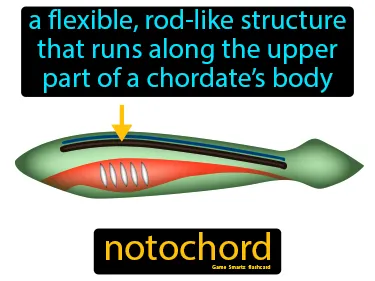 a flexible, rod-like structure
that runs along the upper
part of a chordate's body
notochord
Game Smartz flashcard